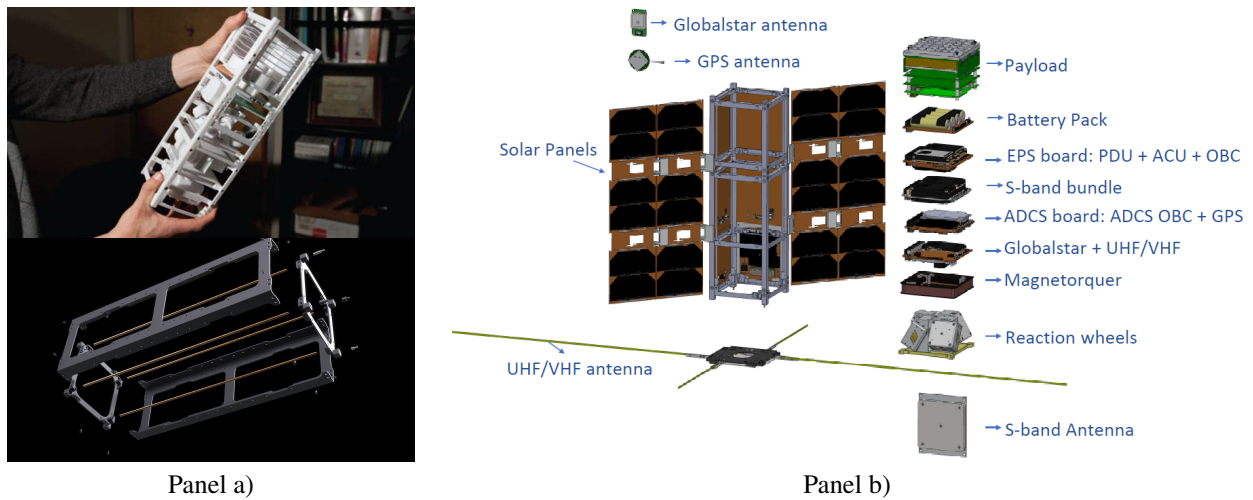 Globalstar antenna
GPS antenna
Solar Panels
UHF/VHF antenna
Payload
Battery Pack
EPS board: PDU + ACU + OBC
S-band bundle
ADCS board: ADCS OBC + GPS
Globalstar + UHF/VHF
Magnetorquer
Reaction wheels
S-band Antenna
Panel a)
Panel b)